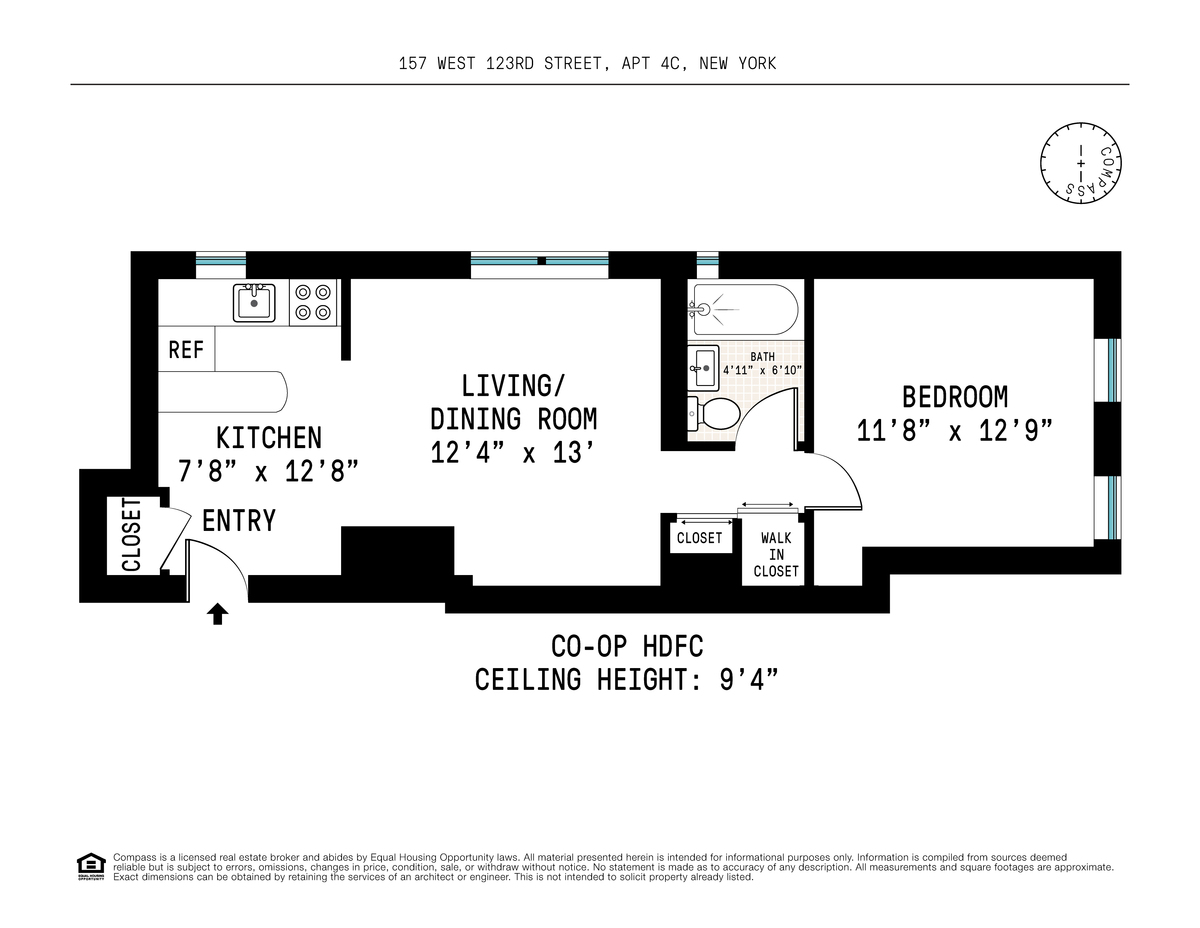 157 WEST 123RD STREET, APT 4C, NEW YORK
COMPASS
REF
KITCHEN
7’8” x 12’8”
LIVING/
DINING ROOM
12’4” x 13’
BATH
4’11” x 6’10”
BEDROOM
11’8” x 12’9”
CLOSET
ENTRY
CLOSET
WALK
IN
CLOSET
CO-OP HDFC
CEILING HEIGHT: 9’4”
EQUAL HOUSING
OPPORTUNITY
Compass is a licensed real estate broker and abides by Equal Housing Opportunity laws. All material presented herein is intended for informational purposes only. Information is compiled from sources deemed
reliable but is subject to errors, omissions, changes in price, condition, sale, or withdraw without notice. No statement is made as to accuracy of any description. All measurements and square footages are approximate.
Exact dimensions can be obtained by retaining the services of an architect or engineer. This is not intended to solicit property already listed.